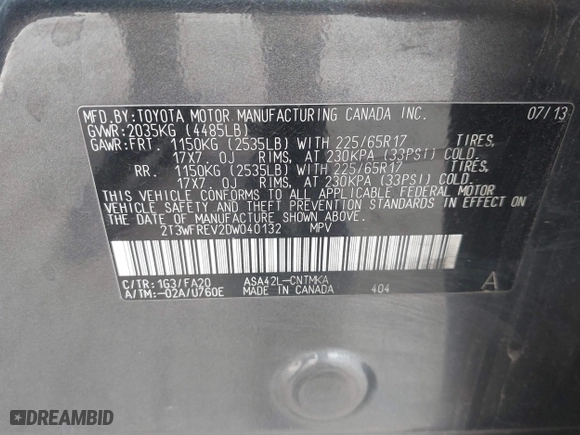 MFD.BY:TOYOTA MOTOR MANUFACTURING CANADA INC. 07/13
GVWR:2035KG (4485LB)
GAWR:FRT. 1150KG (2535LB) WITH 225/65R17 TIRES,
17X7.0J RIMS, AT 230KPA (33PSI) COLD.
RR. 1150KG (2535LB) WITH 225/65R17 TIRES,
17X7.0J RIMS, AT 230KPA (33PSI) COLD.
THIS VEHICLE CONFORMS TO ALL APPLICABLE FEDERAL MOTOR
VEHICLE SAFETY AND THEFT PREVENTION STANDARDS IN EFFECT
ON THE DATE OF MANUFACTURE SHOWN ABOVE.
2T3WFREV2DW040132 MPV
C/TR:1G3/FA20 ASA42L-CNTMKA A
A/TM:-02A/U760E MADE IN CANADA 404
DREAMBID